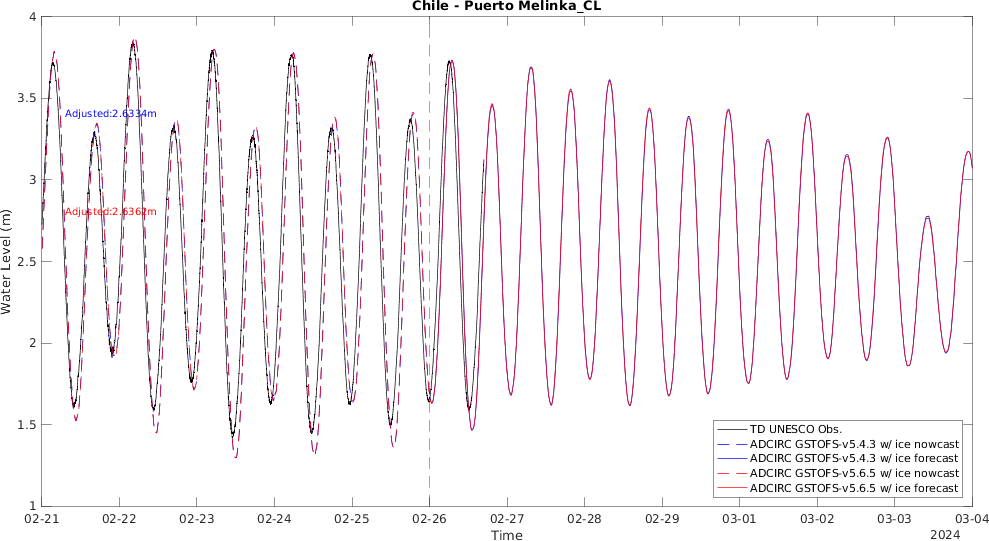 Chile - Puerto Melinka_CL
4
3.5
3
2.5
2
1.5
1
Water Level (m)
Adjusted:2.6334m
Adjusted:2.6362m
TD UNESCO Obs.
ADCIRC GSTOFS-v5.4.3 w/ ice nowcast
ADCIRC GSTOFS-v5.4.3 w/ ice forecast
ADCIRC GSTOFS-v5.6.5 w/ ice nowcast
ADCIRC GSTOFS-v5.6.5 w/ ice forecast
02-21 02-22 02-23 02-24 02-25 02-26 02-27 02-28 02-29 03-01 03-02 03-03 03-04
Time
2024